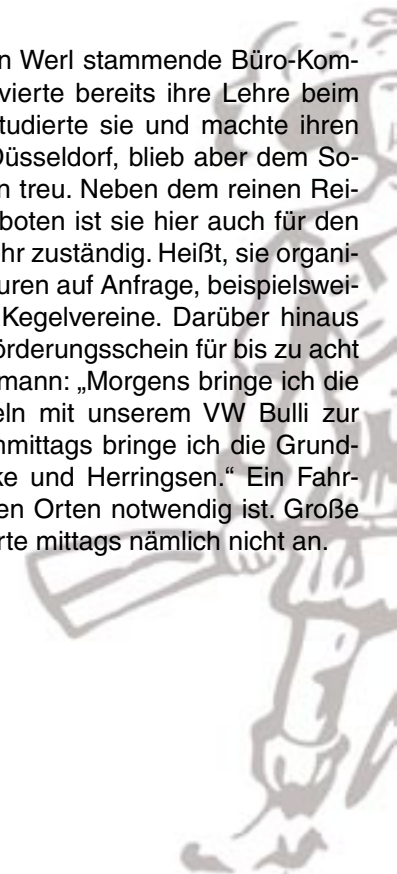 n Werl stammende Büro-Kom-
vierte bereits ihre Lehre beim
tudierte sie und machte ihren
Düsseldorf, blieb aber dem So-
n treu. Neben dem reinen Rei-
boten ist sie hier auch für den
hr zuständig. Heißt, sie organi-
uren auf Anfrage, beispielswei-
Kegelvereine. Darüber hinaus
örderungsschein für bis zu acht
mann: „Morgens bringe ich die
eln mit unserem VW Bulli zur
hmittags bringe ich die Grund-
ke und Herringsen.“ Ein Fahr-
en Orten notwendig ist. Große
rte mittags nämlich nicht an.